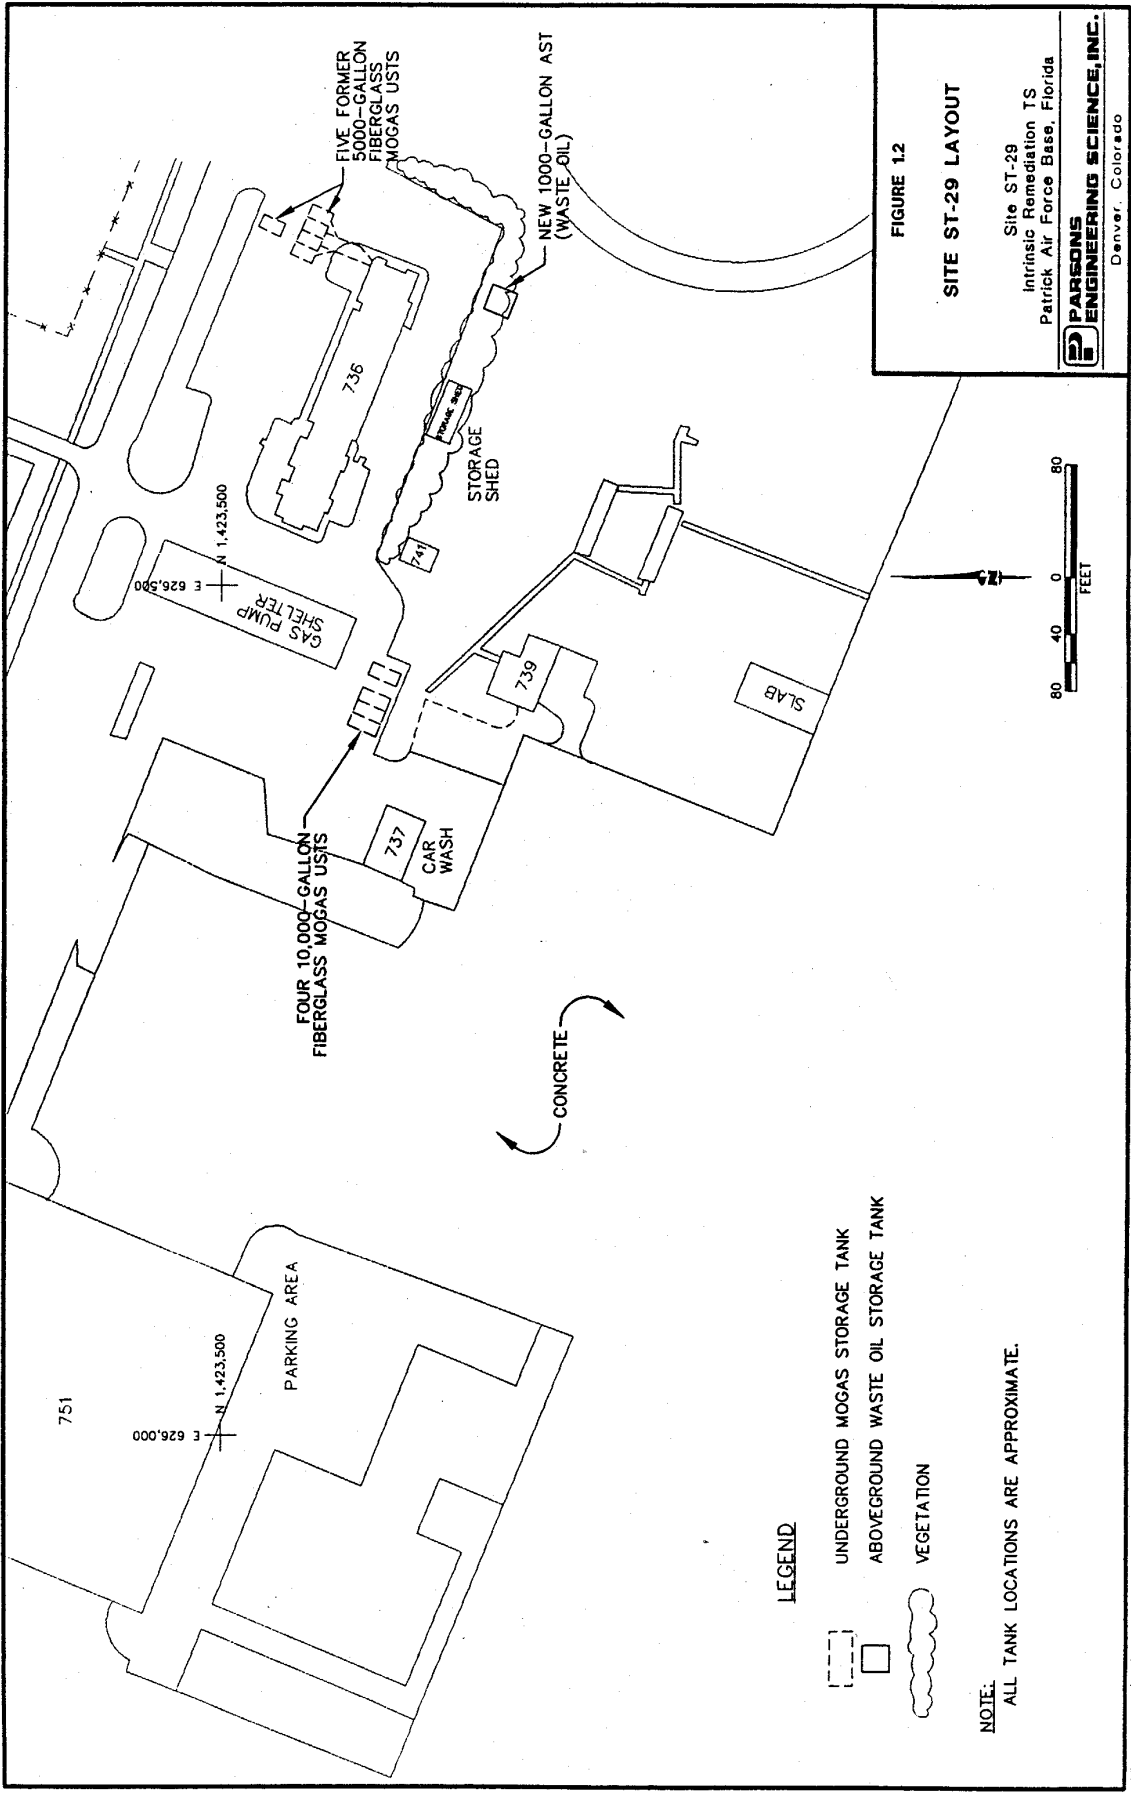 751
E 626,000
N 1,423,500
PARKING AREA
FOUR 10,000-GALLON
FIBERGLASS MOGAS USTS
737
CAR
WASH
CONCRETE
E 626,500
N 1,423,500
GAS PUMP
SHELTER
736
FIVE FORMER
5000-GALLON
FIBERGLASS
MOGAS USTS
NEW 1000-GALLON AST
(WASTE OIL)
STORAGE SHED
STORAGE
SHED
741
739
SLAB
LEGEND
UNDERGROUND MOGAS STORAGE TANK
ABOVEGROUND WASTE OIL STORAGE TANK
VEGETATION
NOTE:
ALL TANK LOCATIONS ARE APPROXIMATE.
N
80 40 0 80
FEET
FIGURE 1.2
SITE ST-29 LAYOUT
Site ST-29
Intrinsic Remediation TS
Patrick Air Force Base, Florida
PARSONS
ENGINEERING SCIENCE, INC.
Denver, Colorado